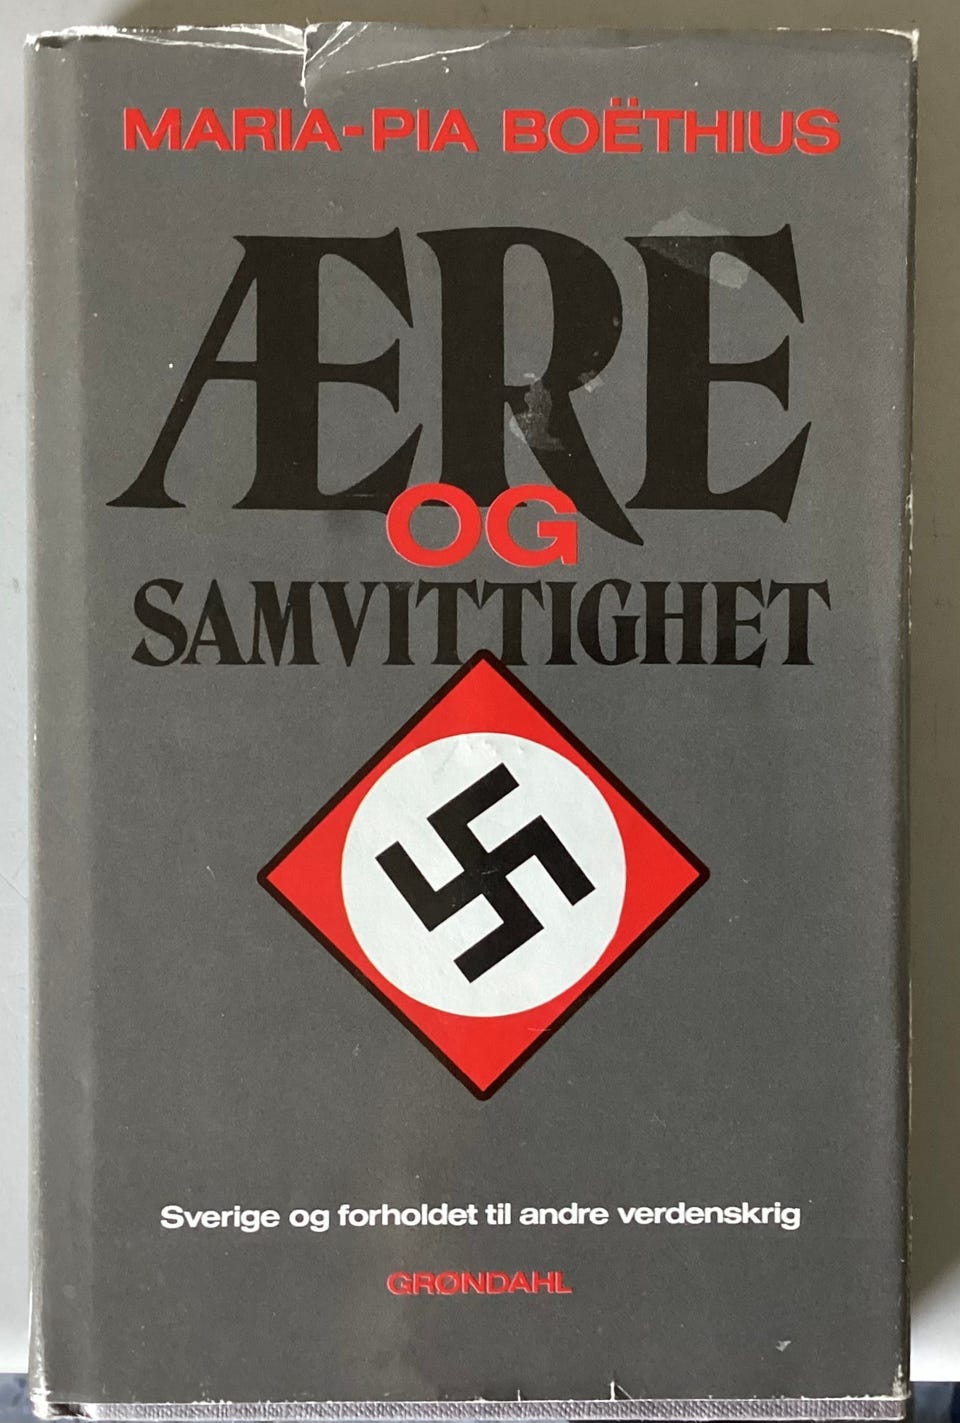 MARIA-PIA BOËTHIUS
ÆRE
OG
SAMVITTIGHET
Sverige og forholdet til andre verdenskrig
GRØNDAHL